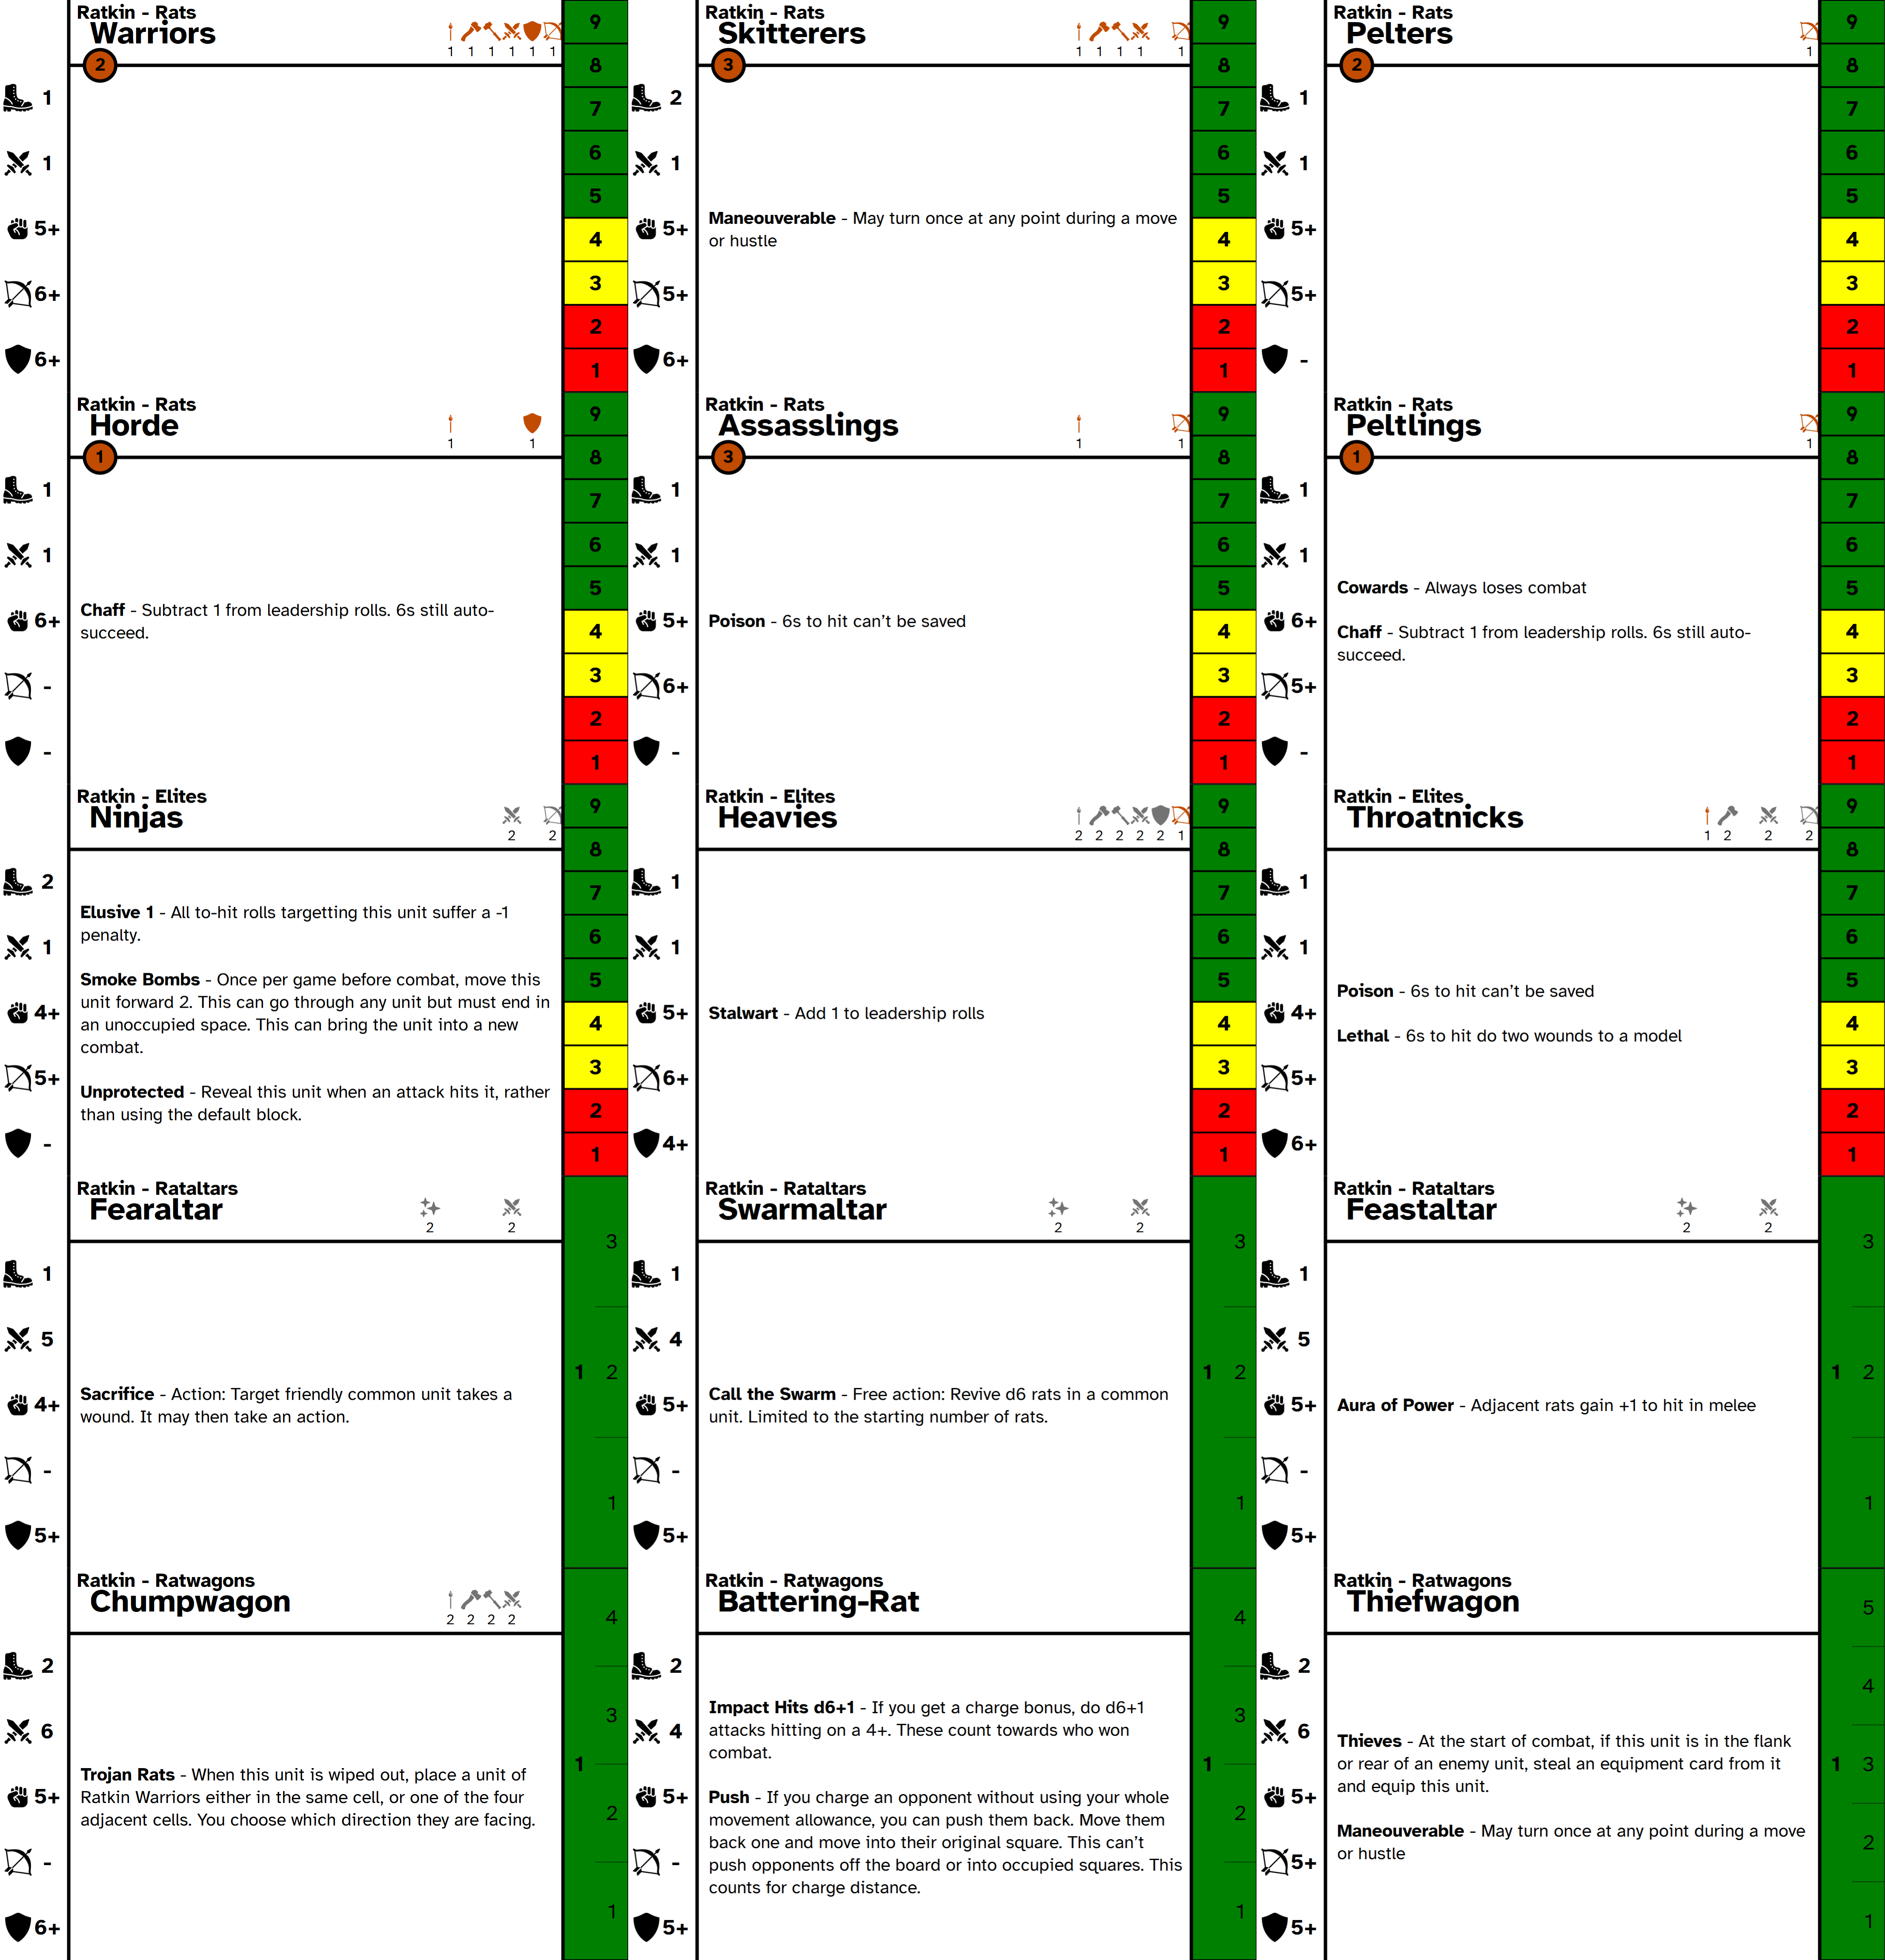 Ratkin - Rats
Warriors
1 1 1 1 1 1
2
1
1
5+
6+
6+
9
8
7
6
5
4
3
2
1
Ratkin - Rats
Skitterers
1 1 1 1 1
3
2
1
5+
5+
6+
Maneouverable - May turn once at any point during a move
or hustle
9
8
7
6
5
4
3
2
1
Ratkin - Rats
Pelters
1
2
1
1
5+
5+
-
9
8
7
6
5
4
3
2
1
Ratkin - Rats
Horde
1 1
1
1
1
6+
-
-
Chaff - Subtract 1 from leadership rolls. 6s still auto-
succeed.
9
8
7
6
5
4
3
2
1
Ratkin - Rats
Assasslings
1 1
3
1
1
5+
6+
-
Poison - 6s to hit can't be saved
9
8
7
6
5
4
3
2
1
Ratkin - Rats
Peltlings
1
1
1
1
6+
5+
-
Cowards - Always loses combat
Chaff - Subtract 1 from leadership rolls. 6s still auto-
succeed.
9
8
7
6
5
4
3
2
1
Ratkin - Elites
Ninjas
2 2
2
1
4+
5+
-
Elusive 1 - All to-hit rolls targetting this unit suffer a -1
penalty.
Smoke Bombs - Once per game before combat, move this
unit forward 2. This can go through any unit but must end in
an unoccupied space. This can bring the unit into a new
combat.
Unprotected - Reveal this unit when an attack hits it, rather
than using the default block.
9
8
7
6
5
4
3
2
1
Ratkin - Elites
Heavies
2 2 2 2 2 1
1
1
5+
6+
4+
Stalwart - Add 1 to leadership rolls
9
8
7
6
5
4
3
2
1
Ratkin - Elites
Throatnicks
1 2 2 2
1
1
4+
5+
6+
Poison - 6s to hit can't be saved
Lethal - 6s to hit do two wounds to a model
9
8
7
6
5
4
3
2
1
Ratkin - Rataltars
Fearaltar
2 2
1
5
4+
-
5+
Sacrifice - Action: Target friendly common unit takes a
wound. It may then take an action.
3
1 2
1
Ratkin - Rataltars
Swarmaltar
2 2
1
4
5+
-
5+
Call the Swarm - Free action: Revive d6 rats in a common
unit. Limited to the starting number of rats.
3
1 2
1
Ratkin - Rataltars
Feastaltar
2 2
1
5
5+
-
5+
Aura of Power - Adjacent rats gain +1 to hit in melee
3
1 2
1
Ratkin - Ratwagons
Chumpwagon
2 2 2 2
2
6
5+
-
6+
Trojan Rats - When this unit is wiped out, place a unit of
Ratkin Warriors either in the same cell, or one of the four
adjacent cells. You choose which direction they are facing.
4
3
1
2
1
Ratkin - Ratwagons
Battering-Rat
2
4
5+
-
5+
Impact Hits d6+1 - If you get a charge bonus, do d6+1
attacks hitting on a 4+. These count towards who won
combat.
Push - If you charge an opponent without using your whole
movement allowance, you can push them back. Move them
back one and move into their original square. This can't
push opponents off the board or into occupied squares. This
counts for charge distance.
4
3
1
2
1
Ratkin - Ratwagons
Thiefwagon
2
6
5+
5+
5+
Thieves - At the start of combat, if this unit is in the flank
or rear of an enemy unit, steal an equipment card from it
and equip this unit.
Maneouverable - May turn once at any point during a move
or hustle
5
4
1 3
2
1